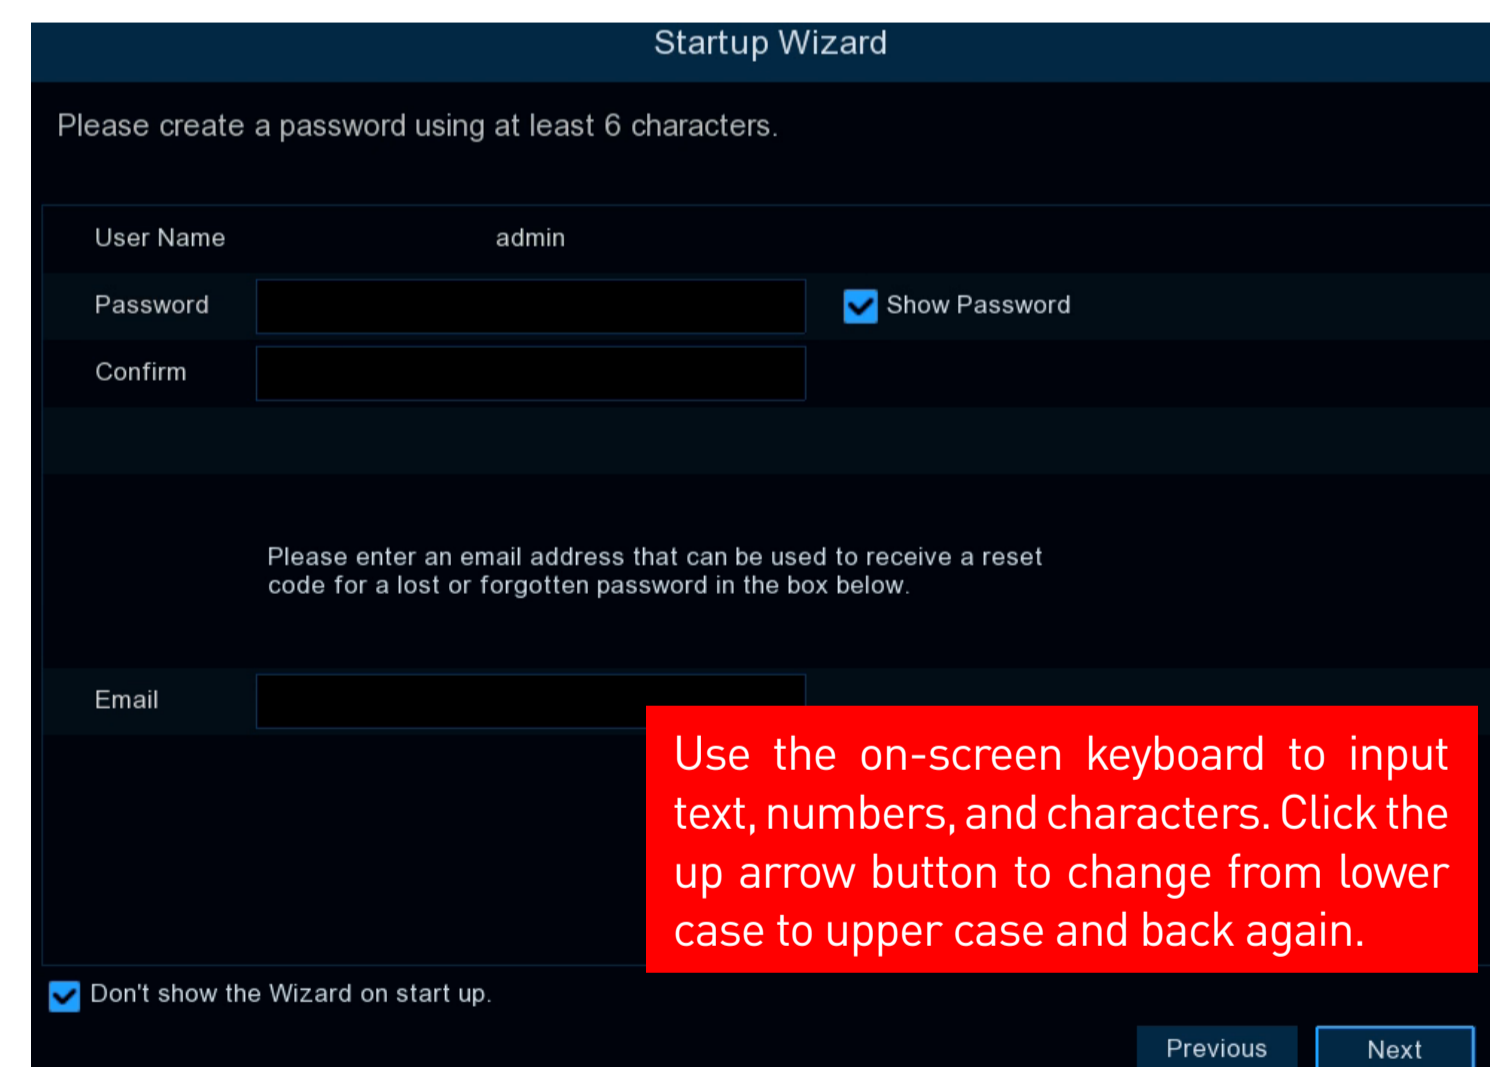 Startup Wizard
Please create a password using at least 6 characters.
User Name admin
Password Show Password
Confirm
Please enter an email address that can be used to receive a reset
code for a lost or forgotten password in the box below.
Email
Use the on-screen keyboard to input
text, numbers, and characters. Click the
up arrow button to change from lower
case to upper case and back again.
Don't show the Wizard on start up.
Previous Next